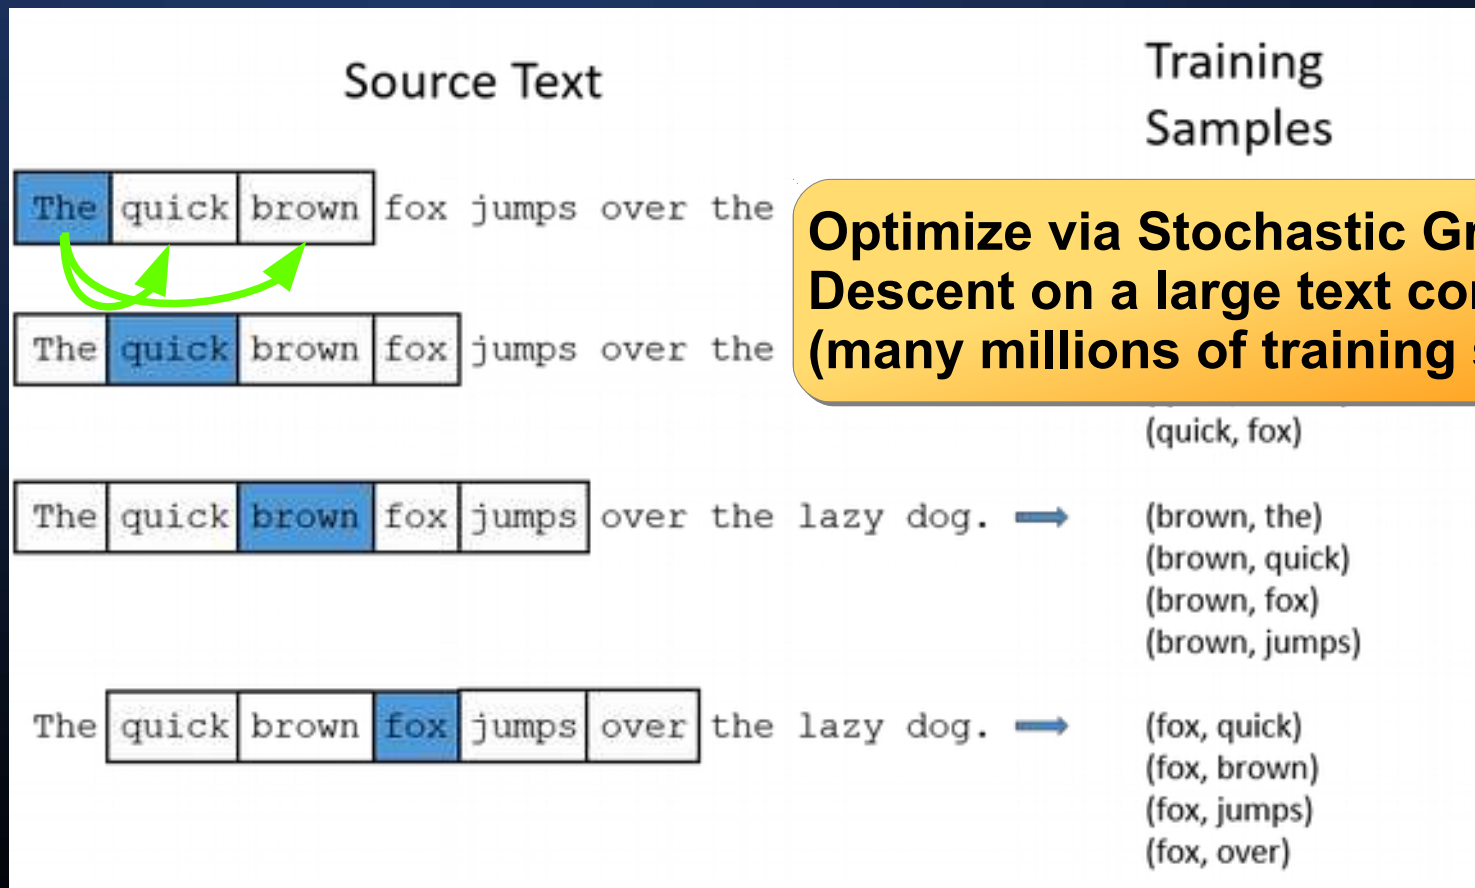 Source Text
Training
Samples
The quick brown fox jumps over the
Optimize via Stochastic
Descent on a large text
(many millions of training
The quick brown fox jumps over the
(quick, fox)
The quick brown fox jumps over the lazy dog.
(brown, the)
(brown, quick)
(brown, fox)
(brown, jumps)
The quick brown fox jumps over the lazy dog.
(fox, quick)
(fox, brown)
(fox, jumps)
(fox, over)